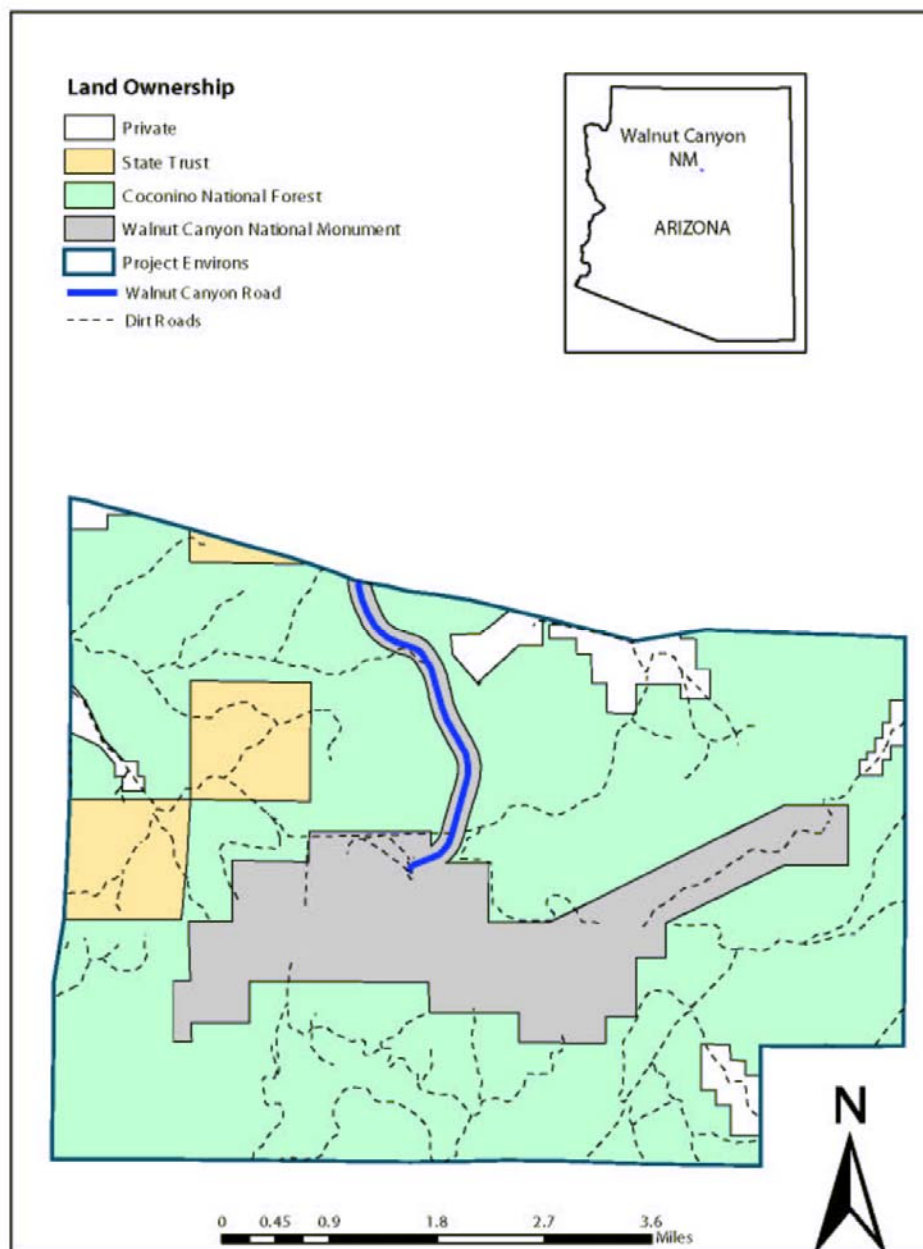 Land Ownership
Private
State Trust
Coconino National Forest
Walnut Canyon National Monument
Project Environs
Walnut Canyon Road
Dirt Roads
Walnut Canyon
NM
ARIZONA
N
0 0.45 0.9 1.8 2.7 3.6
Miles